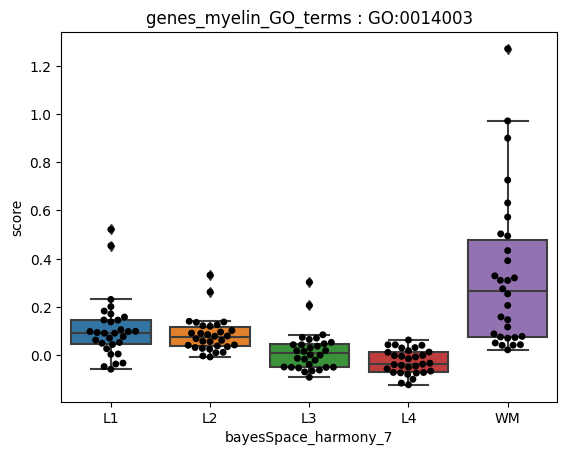 genes_myelin_GO_terms : GO:0014003
1.2
1.0
0.8
0.6
0.4
0.2
0.0
score
L1 L2 L3 L4 WM
bayesSpace_harmony_7